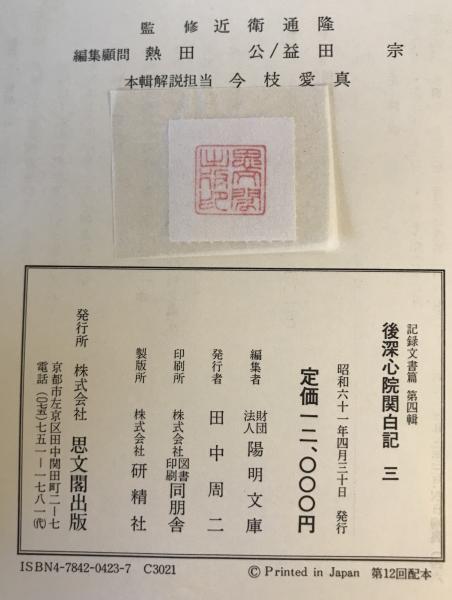 監修 近衛通隆
編集顧問 熱田 公/益田 宗
本輯解説担当 今枝愛真
思文閣
出版印
記録文書篇 第四輯
後深心院関白記 三
昭和六十一年四月三十日 発行
定価一二、〇〇〇円
編集者 財団法人 陽明文庫
発行者 田中周二
印刷所 株式会社 図書印刷 同朋舎
製版所 株式会社 研精社
発行所 株式会社 思文閣出版
京都市左京区田中関田町二ー七
電話(〇七五)七五一ー一七八一(代)
ISBN4-7842-0423-7 C3021
© Printed in Japan 第12回配本